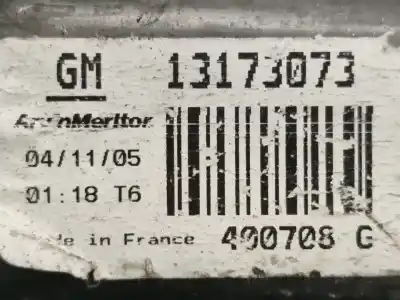 GM 13173073
ArvinMeritor
04/11/05
01:18 T6
de in France 400708 G